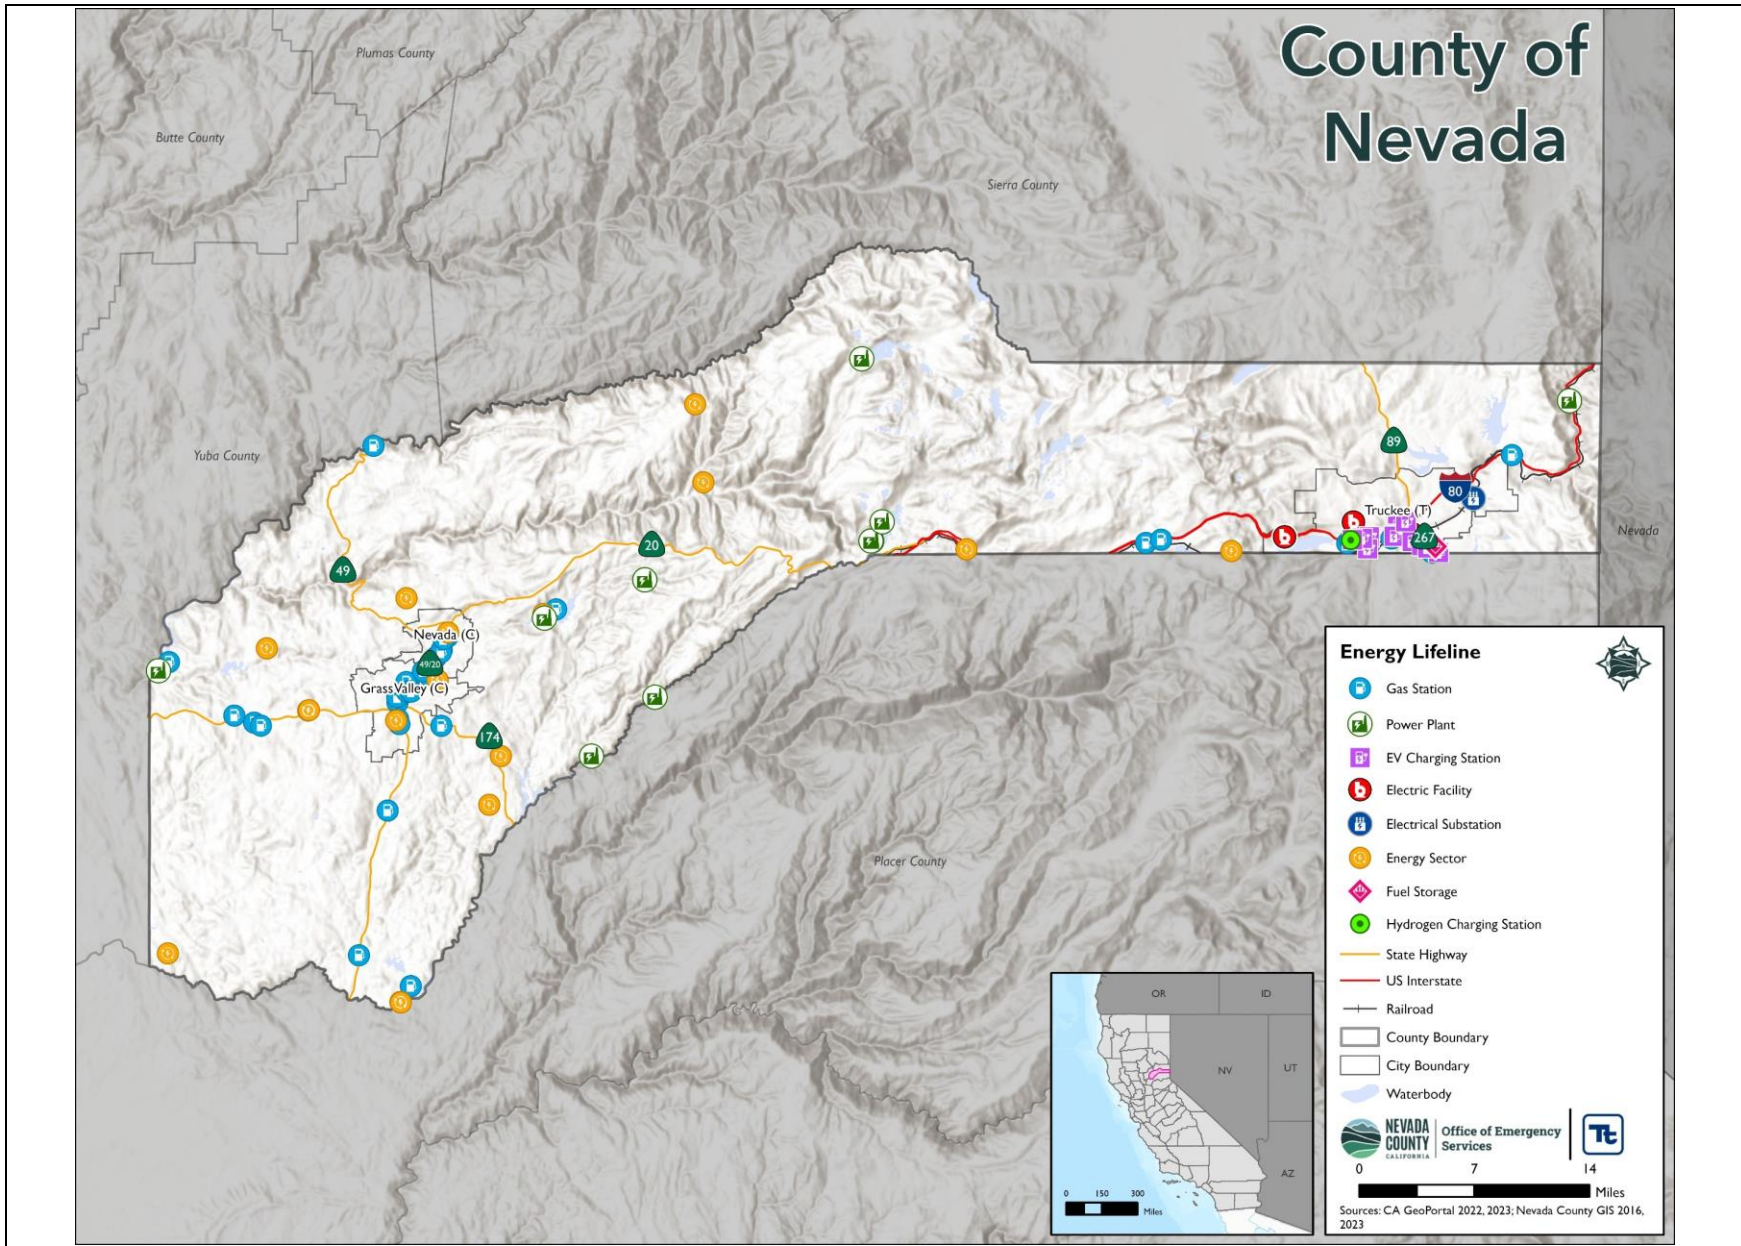 County of
Nevada
Plumas County
Butte County
Sierra County
Yuba County
Nevada
Placer County
89
80
Truckee (T)
267
20
49
Nevada (C)
49/20
Grass Valley (C)
174
Energy Lifeline
Gas Station
Power Plant
EV Charging Station
Electric Facility
Electrical Substation
Energy Sector
Fuel Storage
Hydrogen Charging Station
State Highway
US Interstate
Railroad
County Boundary
City Boundary
Waterbody
NEVADA
COUNTY
CALIFORNIA
Office of Emergency
Services
Tt
0 7 14
Miles
Sources: CA GeoPortal 2022, 2023; Nevada County GIS 2016,
2023
OR
ID
NV
UT
AZ
0 150 300
Miles